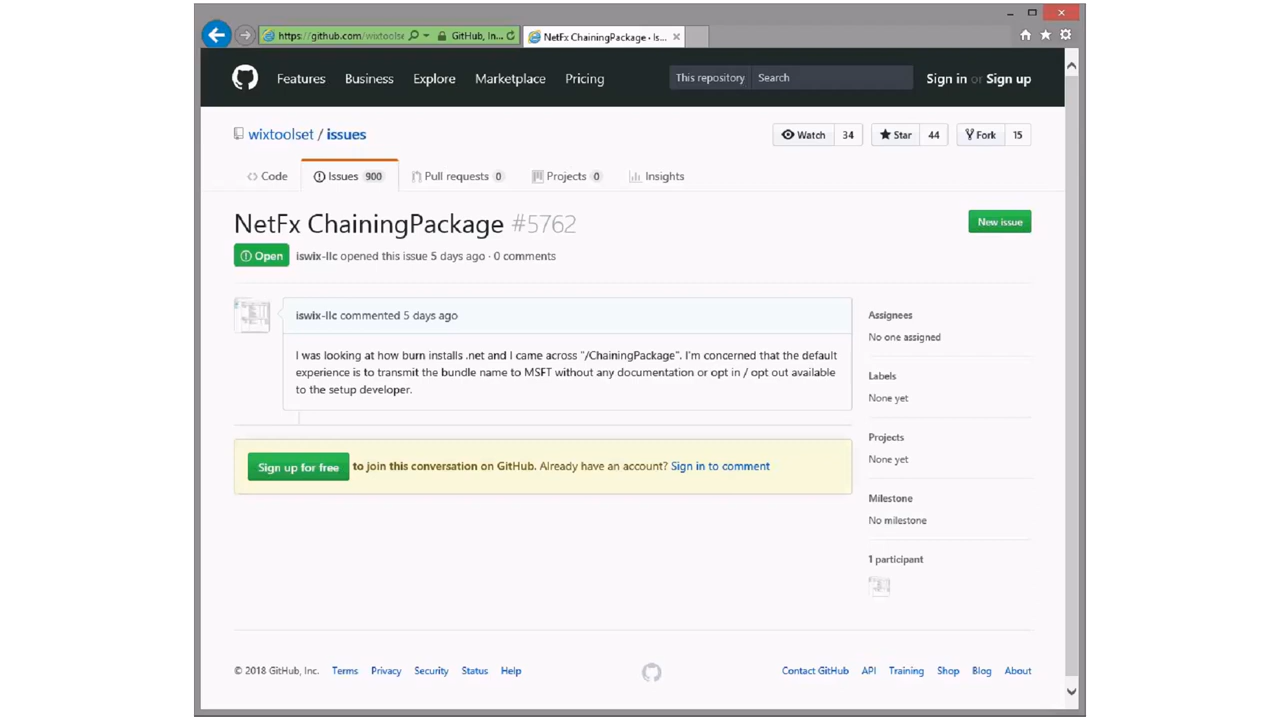 https://github.com/wixtoolse
GitHub, In...
NetFx ChainingPackage · Is...
Features
Business
Explore
Marketplace
Pricing
This repository
Search
Sign in or Sign up
wixtoolset / issues
Watch 34
Star 44
Fork 15
Code
Issues 900
Pull requests 0
Projects 0
Insights
NetFx ChainingPackage #5762
New issue
Open
iswix-llc opened this issue 5 days ago · 0 comments
iswix-llc commented 5 days ago
I was looking at how burn installs .net and I came across "/ChainingPackage". I'm concerned that the default
experience is to transmit the bundle name to MSFT without any documentation or opt in / opt out available
to the setup developer.
Assignees
No one assigned
Labels
None yet
Projects
None yet
Milestone
No milestone
1 participant
Sign up for free to join this conversation on GitHub. Already have an account? Sign in to comment
© 2018 GitHub, Inc.
Terms
Privacy
Security
Status
Help
Contact GitHub
API
Training
Shop
Blog
About